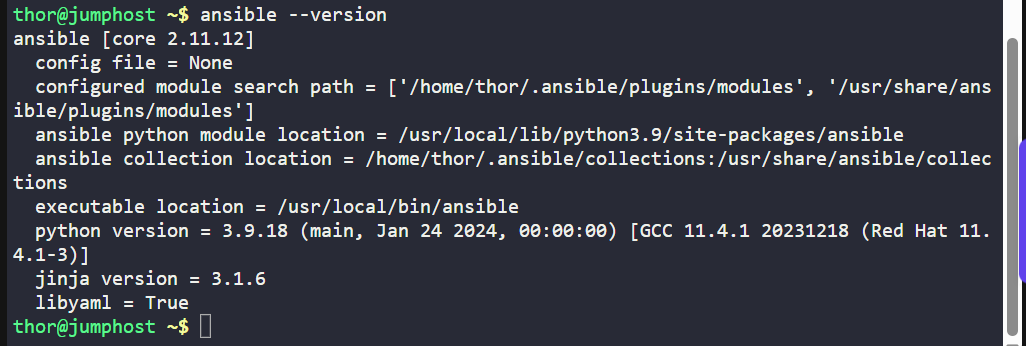 thor@jumphost ~$ ansible --version
ansible [core 2.11.12]
  config file = None
  configured module search path = ['/home/thor/.ansible/plugins/modules', '/usr/share/ans
ible/plugins/modules']
  ansible python module location = /usr/local/lib/python3.9/site-packages/ansible
  ansible collection location = /home/thor/.ansible/collections:/usr/share/ansible/collec
tions
  executable location = /usr/local/bin/ansible
  python version = 3.9.18 (main, Jan 24 2024, 00:00:00) [GCC 11.4.1 20231218 (Red Hat 11.
4.1-3)]
  jinja version = 3.1.6
  libyaml = True
thor@jumphost ~$